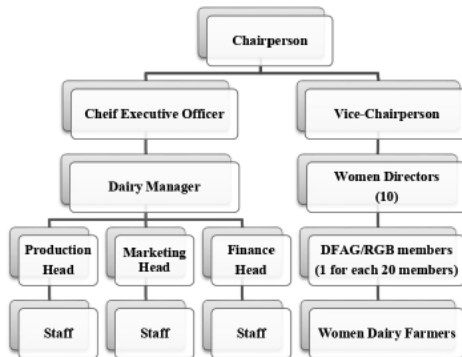 Chairperson
Cheif Executive Officer
Vice-Chairperson
Dairy Manager
Women Directors
(10)
Production
Head
Marketing
Head
Finance
Head
DFAG/RGB members
(1 for each 20 members)
Staff
Staff
Staff
Women Dairy Farmers